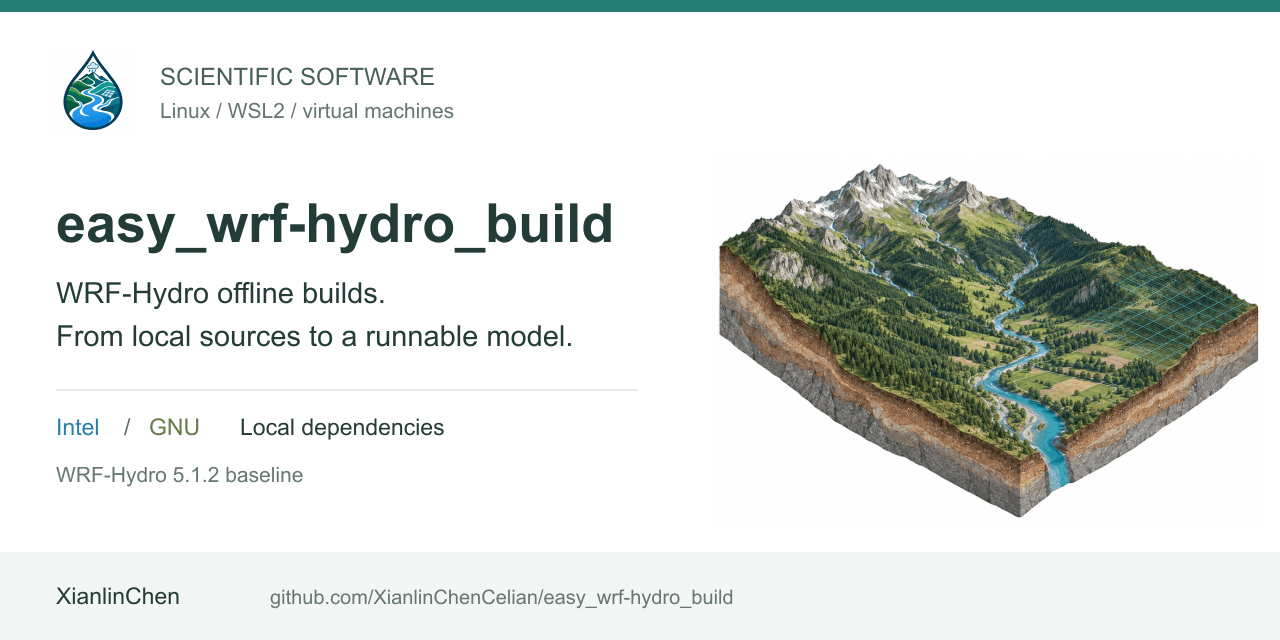 SCIENTIFIC SOFTWARE
Linux / WSL2 / virtual machines
easy_wrf-hydro_build
WRF-Hydro offline builds.
From local sources to a runnable model.
Intel / GNU Local dependencies
WRF-Hydro 5.1.2 baseline
XianlinChen github.com/XianlinChenCelian/easy_wrf-hydro_build